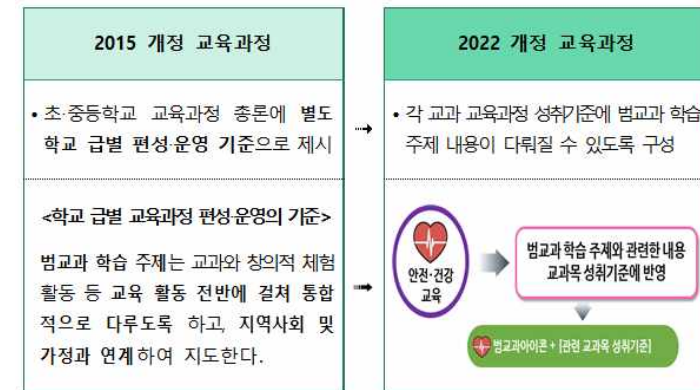 2015 개정 교육과정
• 초·중등학교 교육과정 총론에 별도
학교 급별 편성·운영 기준으로 제시
<학교 급별 교육과정 편성·운영의 기준>
범교과 학습 주제는 교과와 창의적 체험
활동 등 교육 활동 전반에 걸쳐 통합
적으로 다루도록 하고, 지역사회 및
가정과 연계하여 지도한다.
2022 개정 교육과정
• 각 교과 교육과정 성취기준에 범교과 학습
주제 내용이 다뤄질 수 있도록 구성
안전·건강
교육
범교과 학습 주제와 관련한 내용
교과목 성취기준에 반영
범교과아이콘 + [관련 교과목 성취기준]